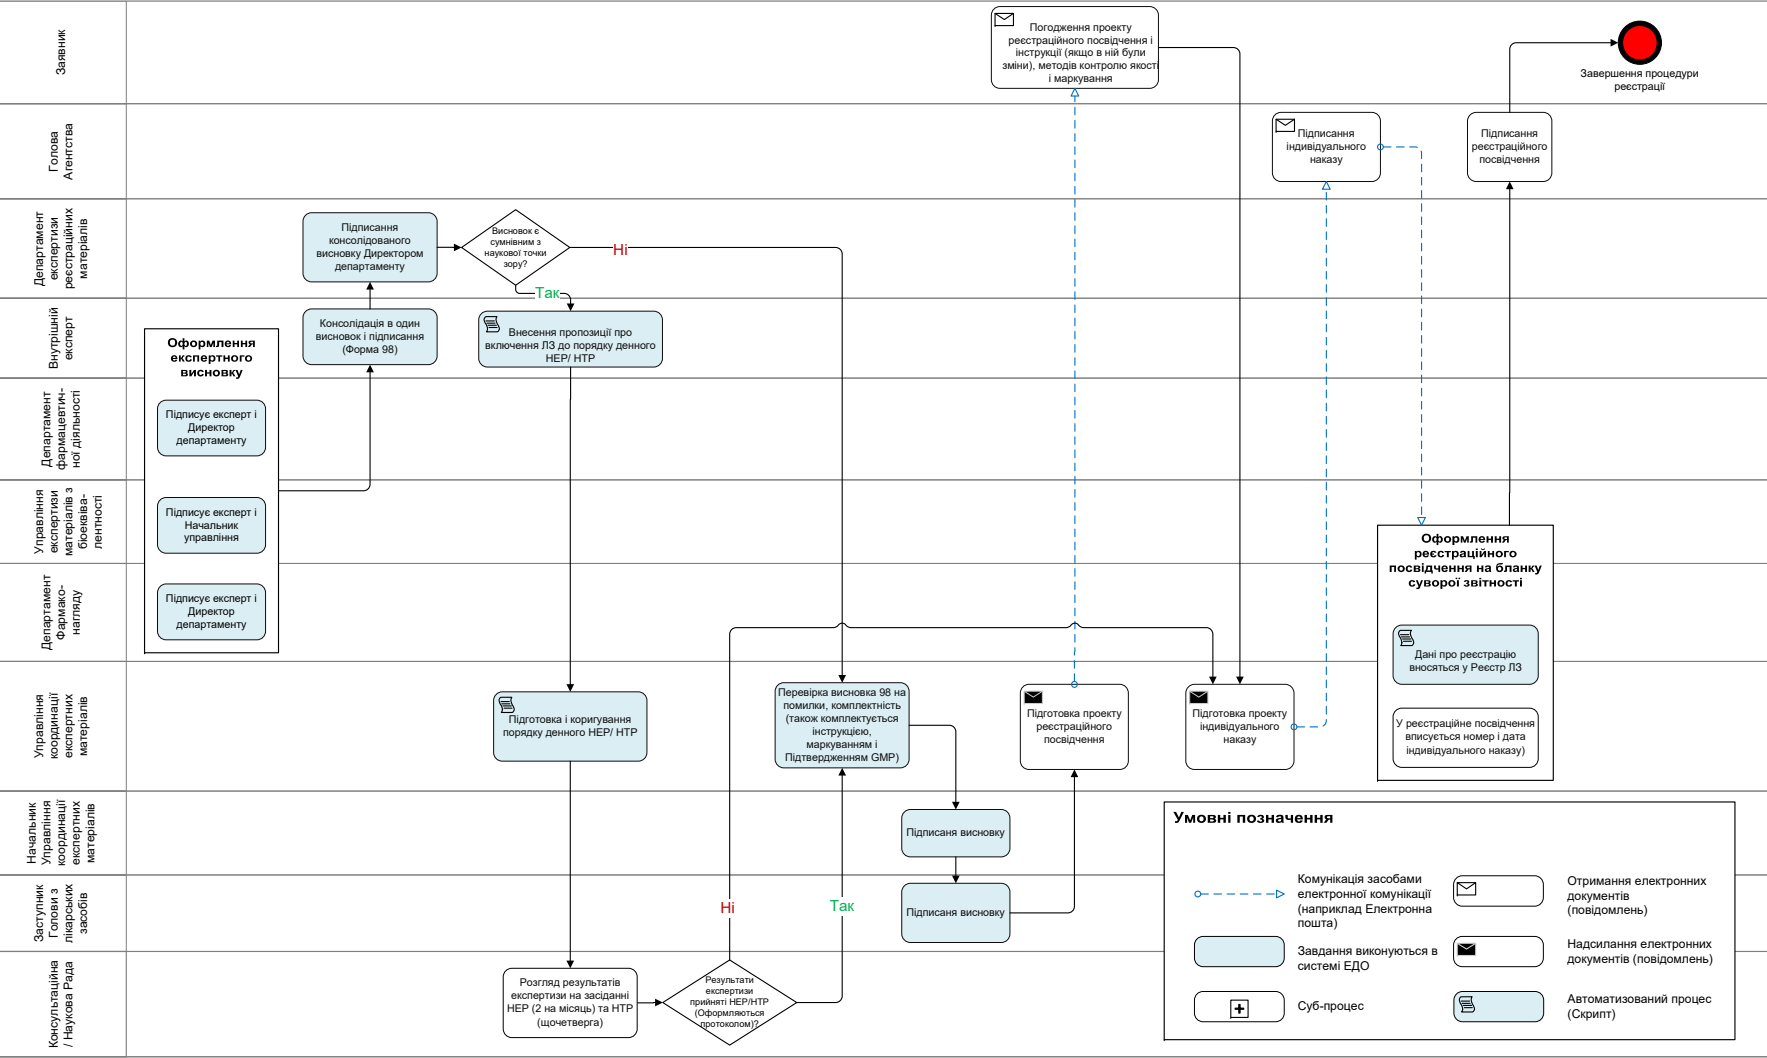 Заявник
Погодження проекту
реєстраційного посвідчення і
інструкції (якщо в ній були
зміни), методів контролю якості
і маркування
Завершення процедури
реєстрації
Голова
Агентства
Підписання
індивідуального
наказу
Підписання
реєстраційного
посвідчення
Департамент
експертизи
реєстраційних
матеріалів
Підписання
консолідованого
висновку Директором
департаменту
Висновок є
сумнівним з
наукової точки
зору?
Ні
Так
Внутрішній
експерт
Консолідація в один
висновок і підписання
(Форма 98)
Внесення пропозиції про
включення ЛЗ до порядку денного
НЕР/ НТР
Оформлення
експертного
висновку
Департамент
фармацевтич-
ної діяльності
Підписує експерт і
Директор
департаменту
Управління
експертизи
матеріалів з
біоеквіва-
лентності
Підписує експерт і
Начальник
управління
Департамент
Фармако-
нагляду
Підписує експерт і
Директор
департаменту
Оформлення
реєстраційного
посвідчення на бланку
суворої звітності
Дані про реєстрацію
вносяться у Реєстр ЛЗ
У реєстраційне посвідчення
вписується номер і дата
індивідуального наказу)
Управління
координації
експертних
матеріалів
Підготовка і коригування
порядку денного НЕР/ НТР
Перевірка висновка 98 на
помилки, комплектність
(також комплектується
інструкцією,
маркуванням і
Підтвердженням GMP)
Підготовка проекту
реєстраційного
посвідчення
Підготовка проекту
індивідуального
наказу
Начальник
Управління
координації
експертних
матеріалів
Підписаня висновку
Заступник
Голови з
лікарських
засобів
Підписаня висновку
Ні
Так
Консультаційна
/ Наукова Рада
Розгляд результатів
експертизи на засіданні
НЕР (2 на місяць) та НТР
(щочетверга)
Результати
експертизи
прийняті НЕР/НТР
(Оформляються
протоколом)?
Умовні позначення
Комунікація засобами
електронної комунікації
(наприклад Електронна
пошта)
Отримання електронних
документів
(повідомлень)
Завдання виконуються в
системі ЕДО
Надсилання електронних
документів (повідомлень)
Суб-процес
Автоматизований процес
(Скрипт)